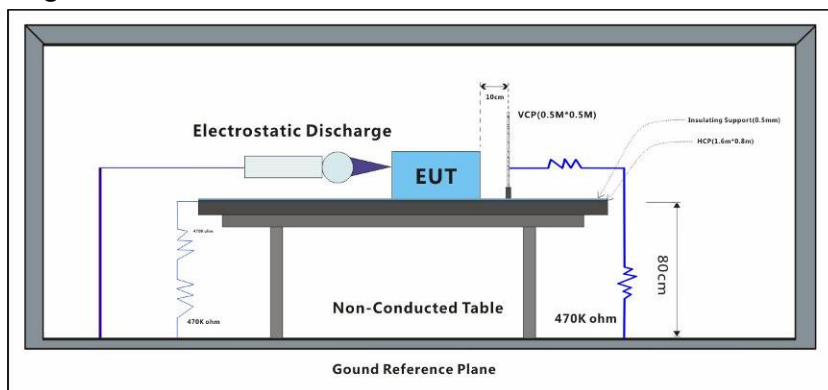 10cm
VCP(0.5M*0.5M)
Insulating Support(0.5mm)
HCP(1.6m*0.8m)
Electrostatic Discharge
EUT
470K ohm
80cm
470K ohm
Non-Conducted Table
470K ohm
Gound Reference Plane